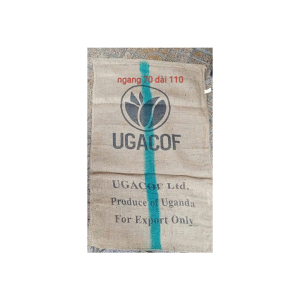 ngang 70 dài 110
UGACOF
UGACOF Ltd.
Produce of Uganda
For Export Only